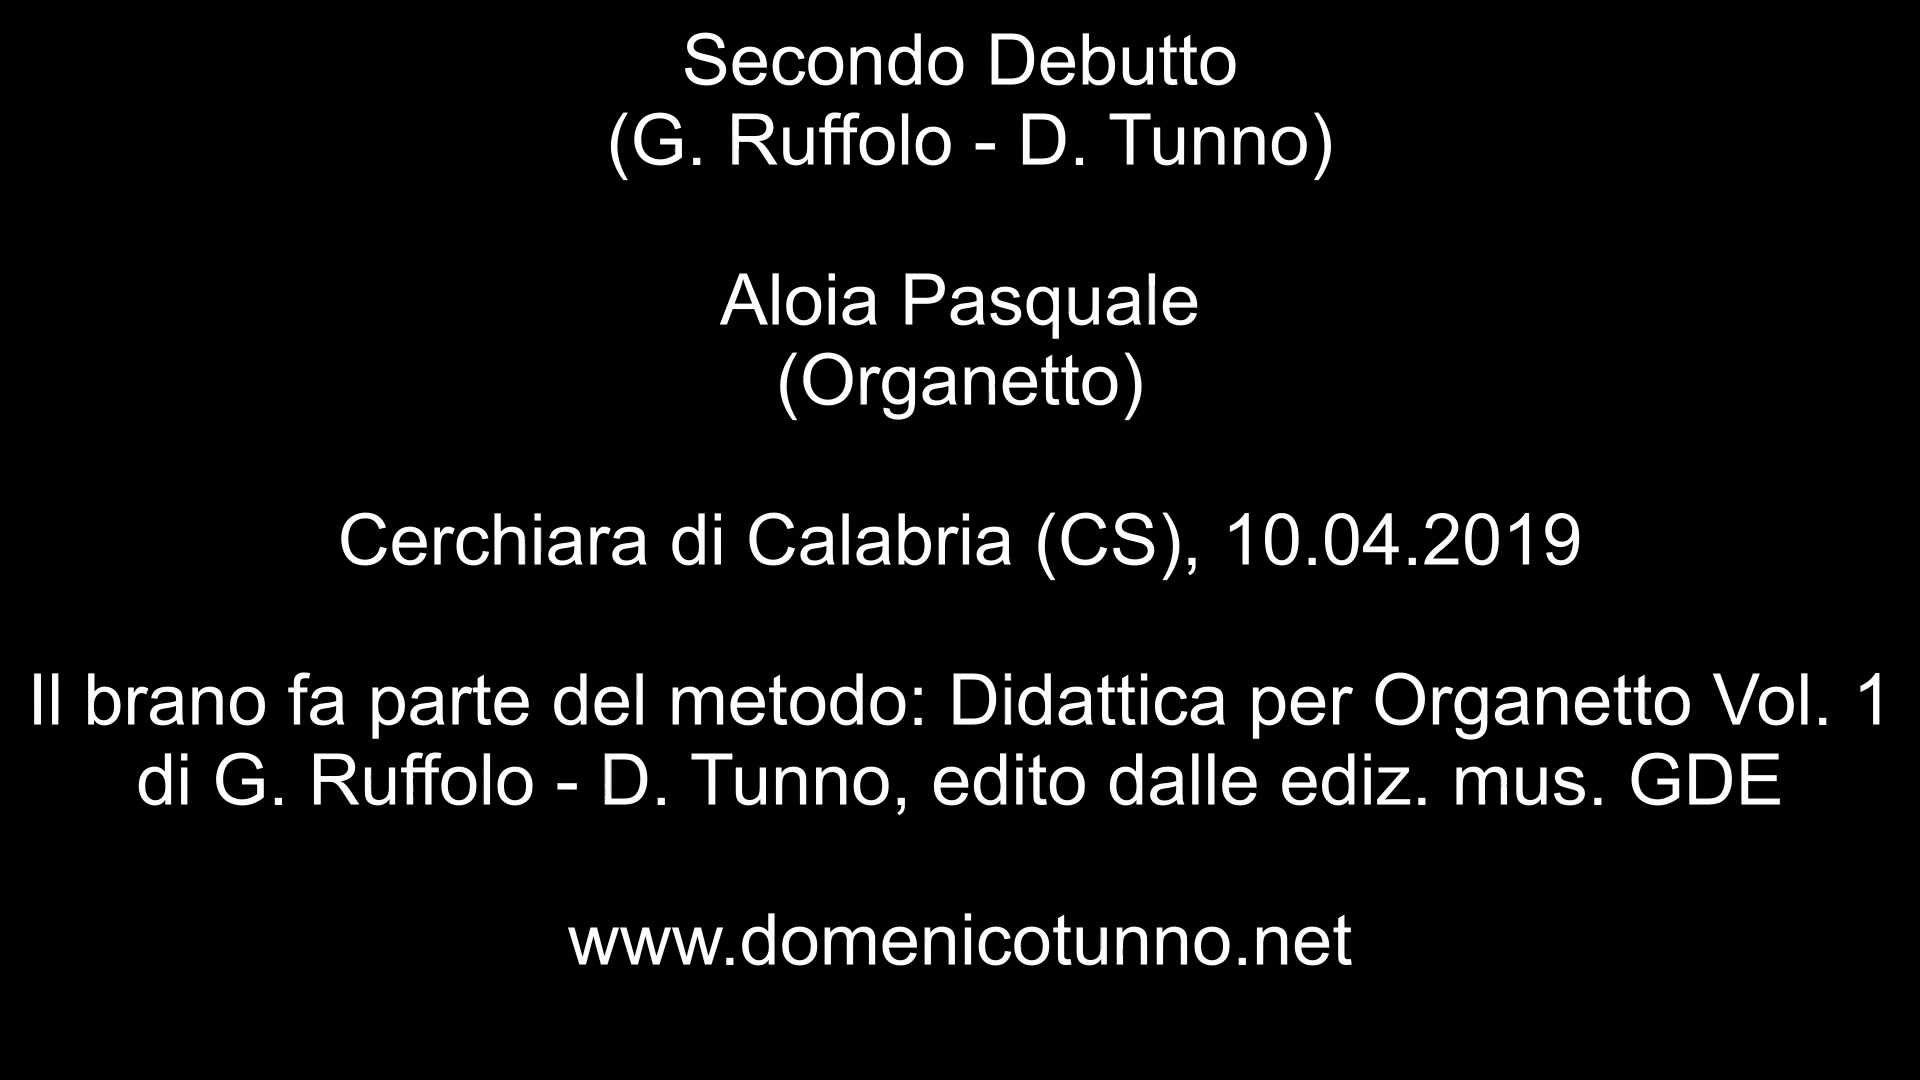 Secondo Debutto
(G. Ruffolo - D. Tunno)
Aloia Pasquale
(Organetto)
Cerchiara di Calabria (CS), 10.04.2019
Il brano fa parte del metodo: Didattica per Organetto Vol. 1
di G. Ruffolo - D. Tunno, edito dalle ediz. mus. GDE
www.domenicotunno.net